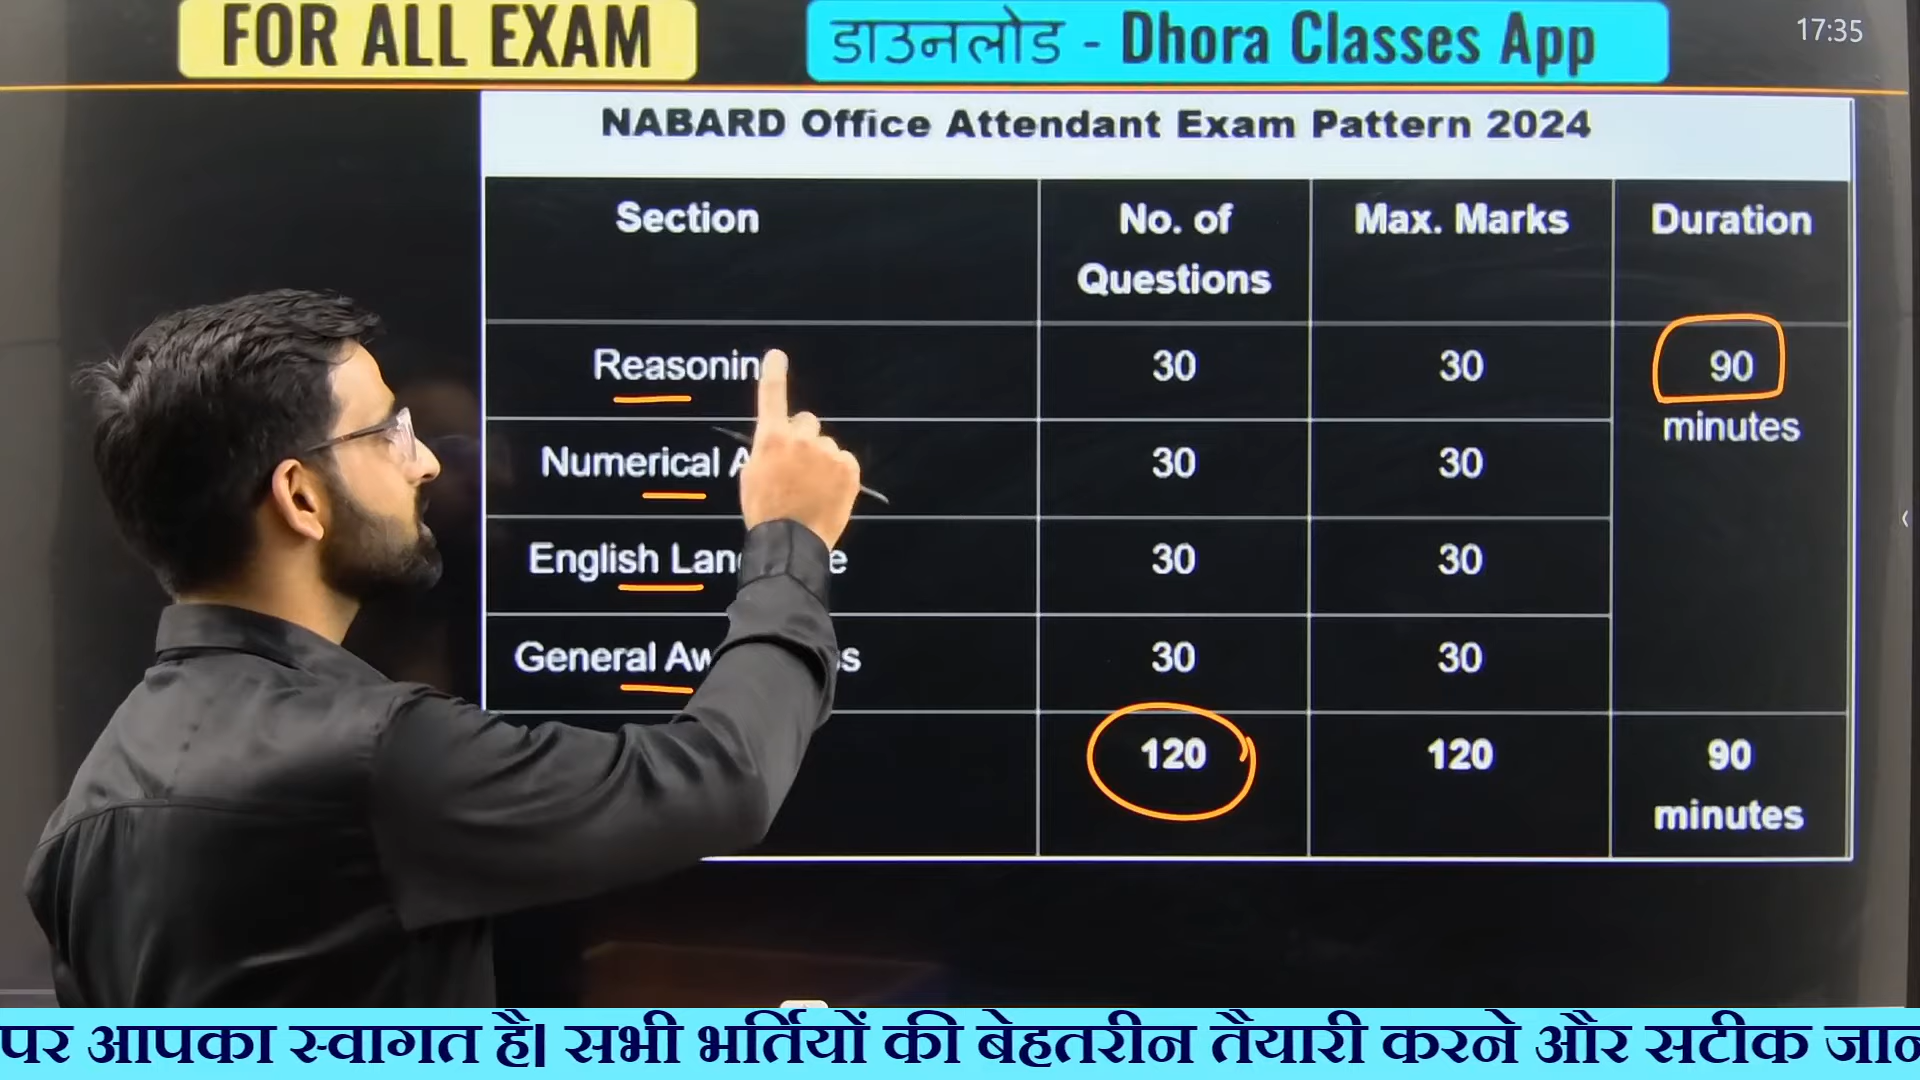 FOR ALL EXAM
डाउनलोड - Dhora Classes App
17:35
NABARD Office Attendant Exam Pattern 2024
Section No. of Questions Max. Marks Duration
Reasonin 30 30 90 minutes
Numerical 30 30
English 30 30
General 30 30
120 120 90 minutes
पर आपका स्वागत है। सभी भर्तियों की बेहतरीन तैयारी करने और सटीक